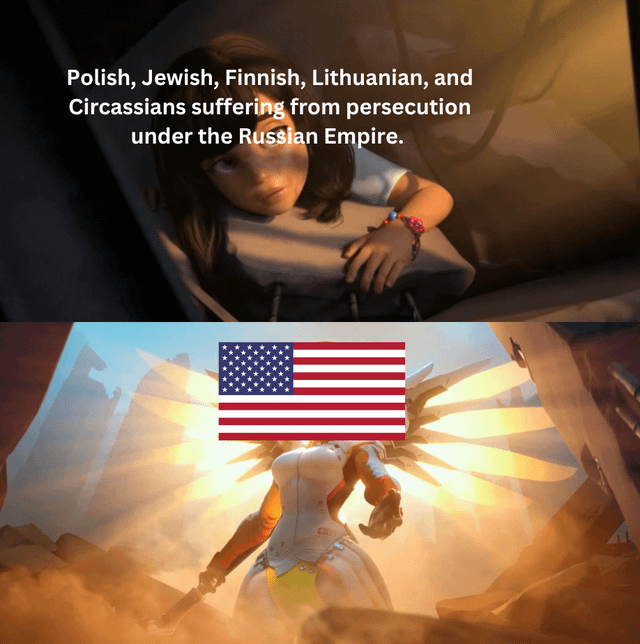 Polish, Jewish, Finnish, Lithuanian, and
Circassians suffering from persecution
under the Russian Empire.